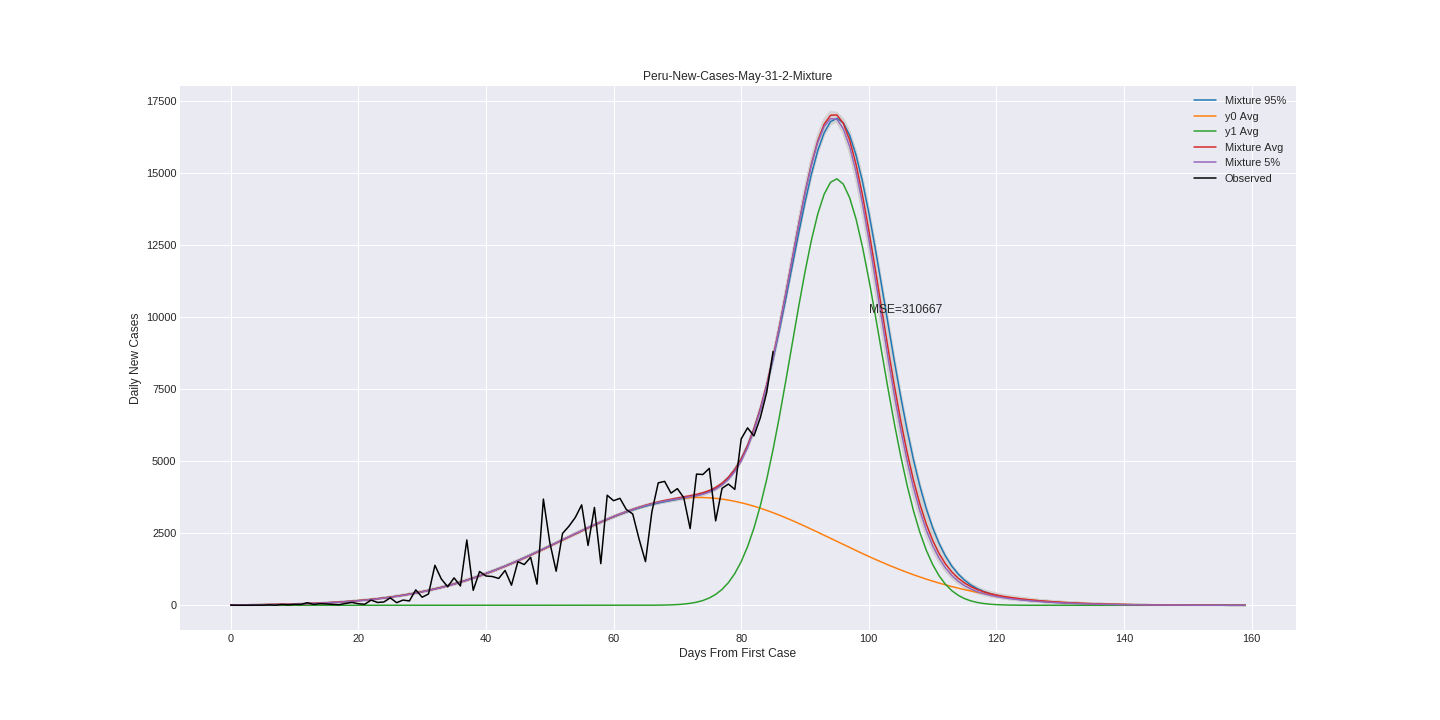 Peru-New-Cases-May-31-2-Mixture
Mixture 95%
y0 Avg
y1 Avg
Mixture Avg
Mixture 5%
Observed
17500
15000
12500
10000
7500
5000
2500
0
Daily New Cases
MSE=310667
0 20 40 60 80 100 120 140 160
Days From First Case